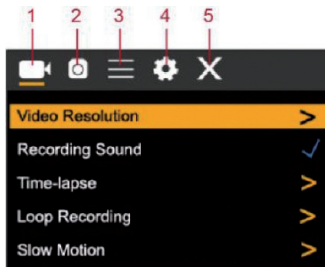 1 2 3 4 5
Video Resolution >
Recording Sound ✓
Time-lapse >
Loop Recording >
Slow Motion >